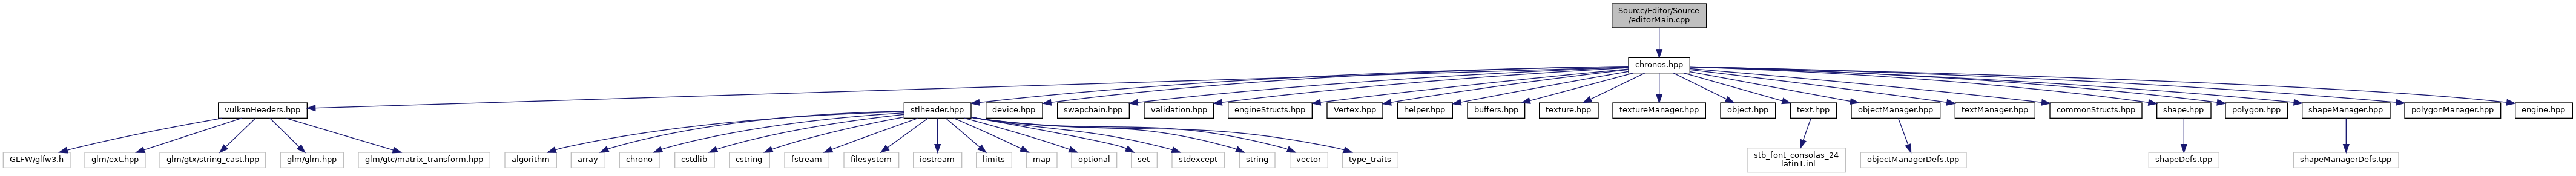 Source/Editor/Source
/editorMain.cpp
chronos.hpp
vulkanHeaders.hpp
stlheader.hpp
device.hpp
swapchain.hpp
validation.hpp
engineStructs.hpp
Vertex.hpp
helper.hpp
buffers.hpp
texture.hpp
textureManager.hpp
object.hpp
text.hpp
objectManager.hpp
textManager.hpp
commonStructs.hpp
shape.hpp
polygon.hpp
shapeManager.hpp
polygonManager.hpp
engine.hpp
GLFW/glfw3.h
glm/ext.hpp
glm/gtx/string_cast.hpp
glm/glm.hpp
glm/gtc/matrix_transform.hpp
algorithm
array
chrono
cstdlib
cstring
fstream
filesystem
iostream
limits
map
optional
set
stdexcept
string
vector
type_traits
stb_font_consolas_24
_latin1.inl
objectManagerDefs.tpp
shapeDefs.tpp
shapeManagerDefs.tpp